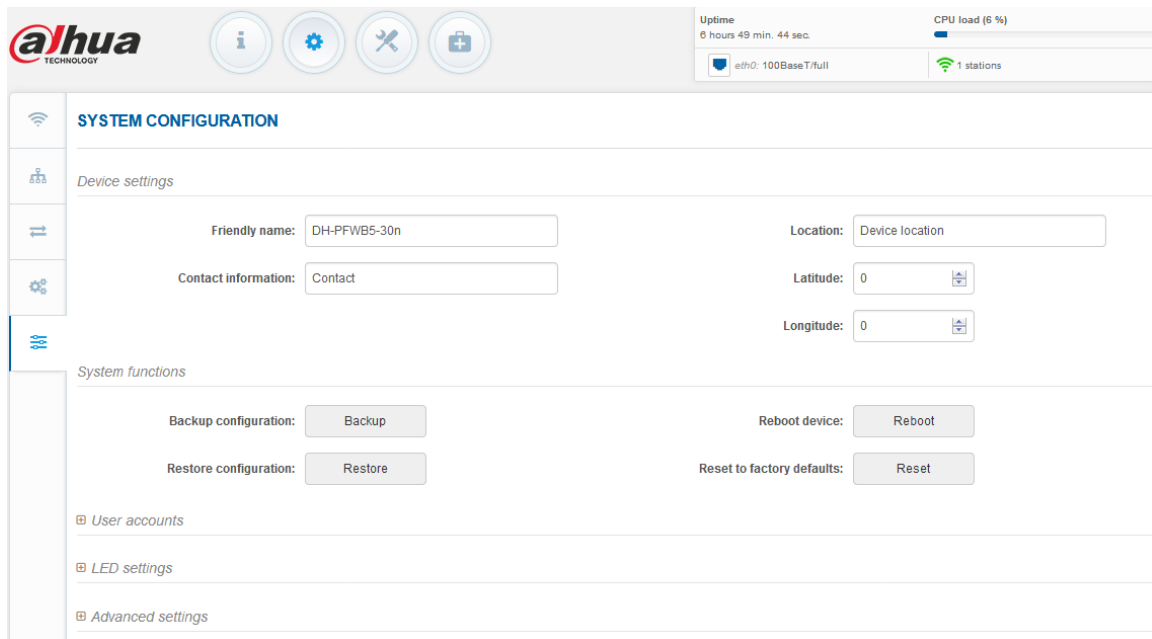 alhua
TECHNOLOGY
Uptime
6 hours 49 min. 44 sec.
CPU load (6 %)
eth0: 100BaseT/full
1 stations
SYSTEM CONFIGURATION
Device settings
Friendly name: DH-PFWB5-30n
Location: Device location
Contact information: Contact
Latitude: 0
Longitude: 0
System functions
Backup configuration: Backup
Reboot device: Reboot
Restore configuration: Restore
Reset to factory defaults: Reset
User accounts
LED settings
Advanced settings